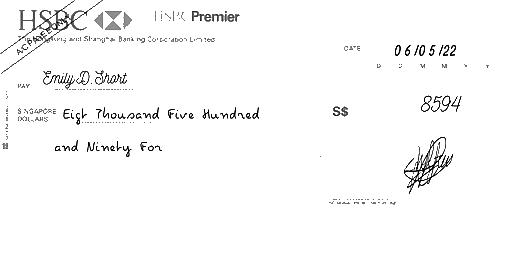 HSBC HSBC Premier
The Hongkong and Shanghai Banking Corporation Limited
A/C PAYEE ONLY
DATE 06/05/22
D D M M Y Y
PAY Emily D. Short
SINGAPORE DOLLARS Eigt Thousand Five Hundred
and Ninety For
S$ 8594